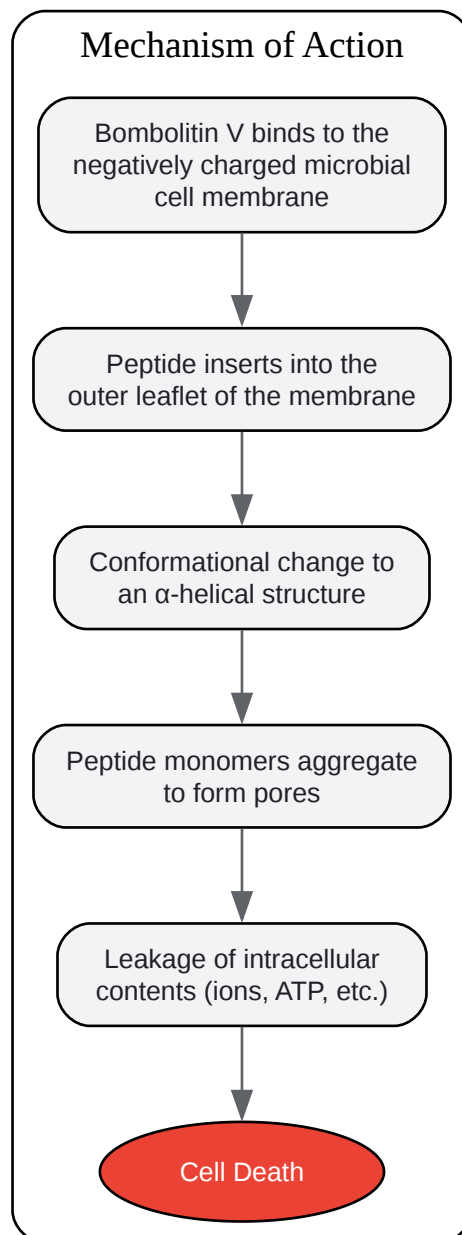 Mechanism of Action
Bombolitin V binds to the
negatively charged microbial
cell membrane
Peptide inserts into the
outer leaflet of the membrane
Conformational change to
an α-helical structure
Peptide monomers aggregate
to form pores
Leakage of intracellular
contents (ions, ATP, etc.)
Cell Death